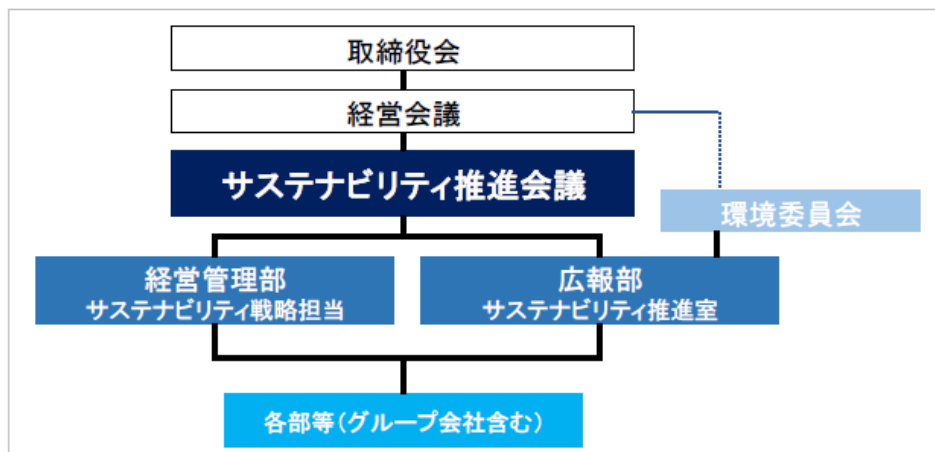 取締役会
経営会議
サステナビリティ推進会議
環境委員会
経営管理部
サステナビリティ戦略担当
広報部
サステナビリティ推進室
各部等(グループ会社含む)